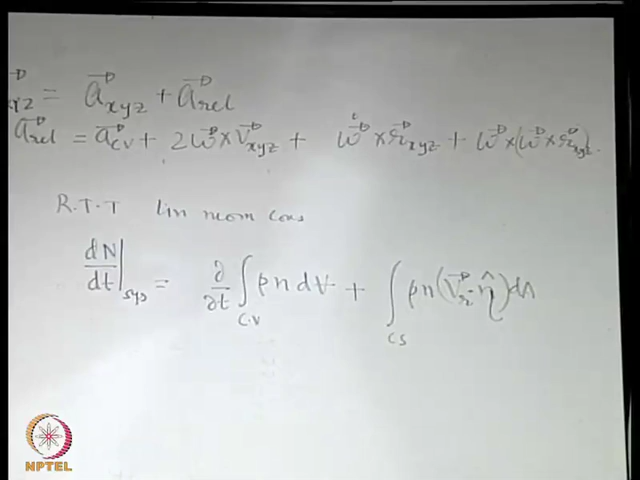 XYZ = a⃗xyz + a⃗rel
a⃗rel = a⃗CV + 2ω⃗ × V⃗xyz + ω̇⃗ × r⃗xyz + ω⃗ × (ω⃗ × r⃗xyz).
R.T.T lin mom cons
dN/dt|sys = ∂/∂t ∫C.V ρn dV + ∫CS ρn(V⃗r·η̂)dA
NPTEL